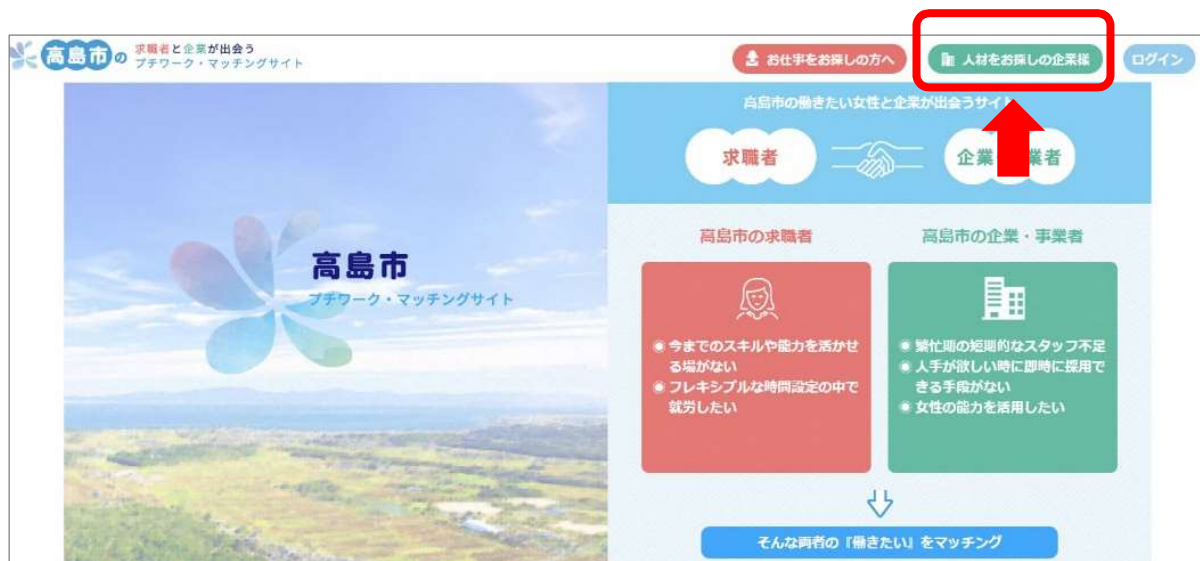 高島市の 求職者と企業が出会う
プチワーク・マッチングサイト
お仕事をお探しの方へ
人材をお探しの企業様
ログイン
高島市
プチワーク・マッチングサイト
高島市の働きたい女性と企業が出会うサイト
求職者
企業 業者
高島市の求職者
今までのスキルや能力を活かせ
る場がない
フレキシブルな時間設定の中で
就労したい
高島市の企業・事業者
繁忙期の短期的なスタッフ不足
人手が欲しい時に即時に採用で
きる手段がない
女性の能力を活用したい
そんな両者の『働きたい』をマッチング